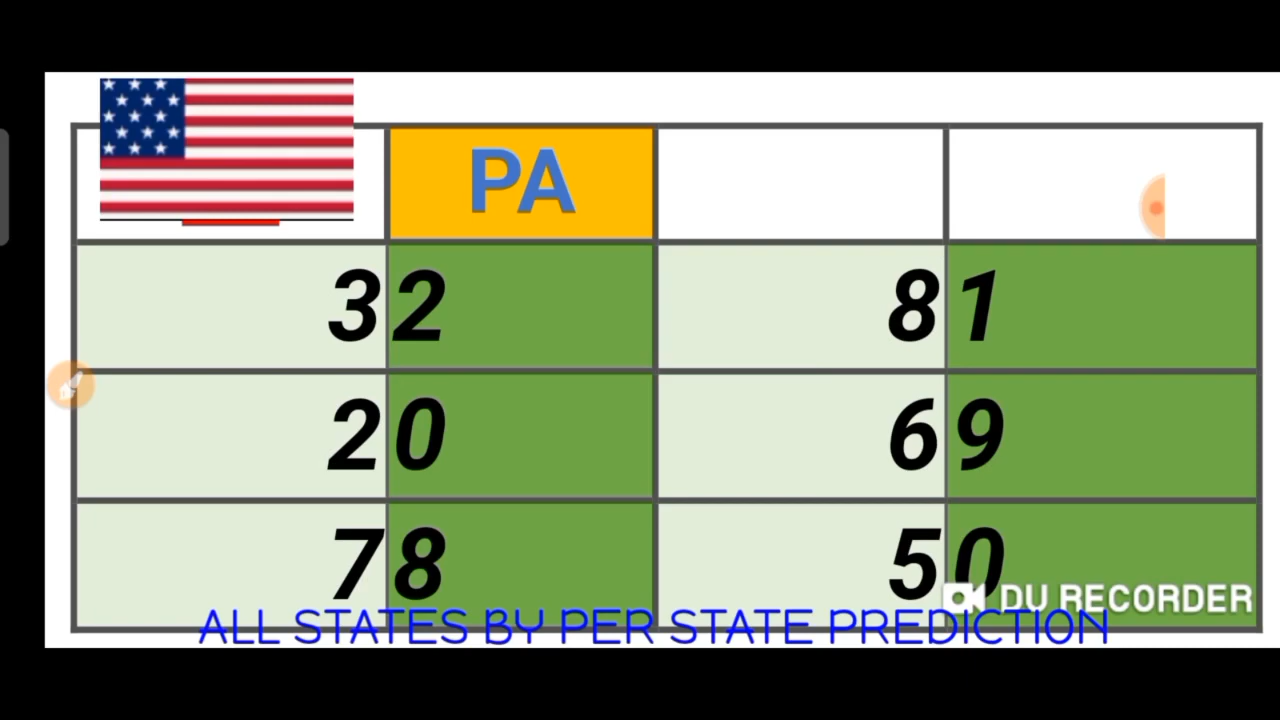 PA
32 81
20 69
78 50
DU RECORDER
ALL STATES BY PER STATE PREDICTION